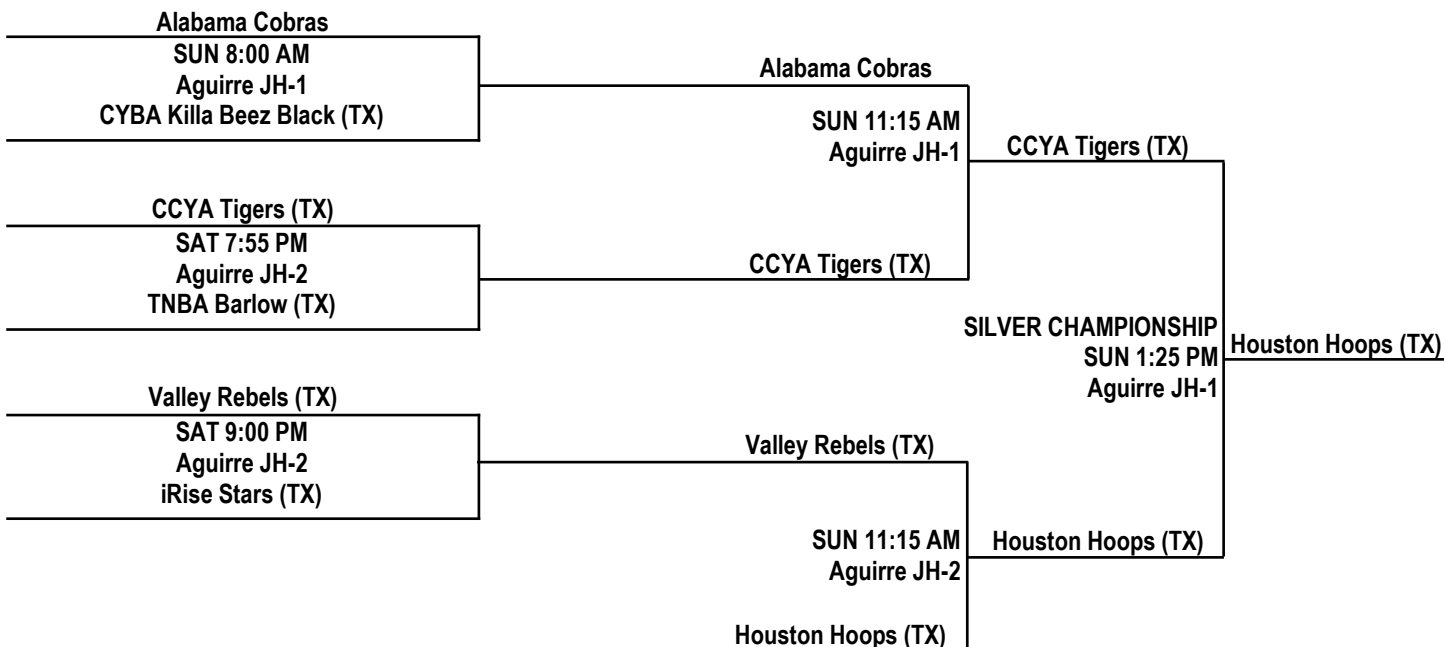 Alabama Cobras
SUN 8:00 AM
Aguirre JH-1
CYBA Killa Beez Black (TX)
CCYA Tigers (TX)
SAT 7:55 PM
Aguirre JH-2
TNBA Barlow (TX)
Valley Rebels (TX)
SAT 9:00 PM
Aguirre JH-2
iRise Stars (TX)
Alabama Cobras
SUN 11:15 AM
Aguirre JH-1
CCYA Tigers (TX)
Valley Rebels (TX)
SUN 11:15 AM
Aguirre JH-2
Houston Hoops (TX)
CCYA Tigers (TX)
SILVER CHAMPIONSHIP
SUN 1:25 PM
Aguirre JH-1
Houston Hoops (TX)
Houston Hoops (TX)